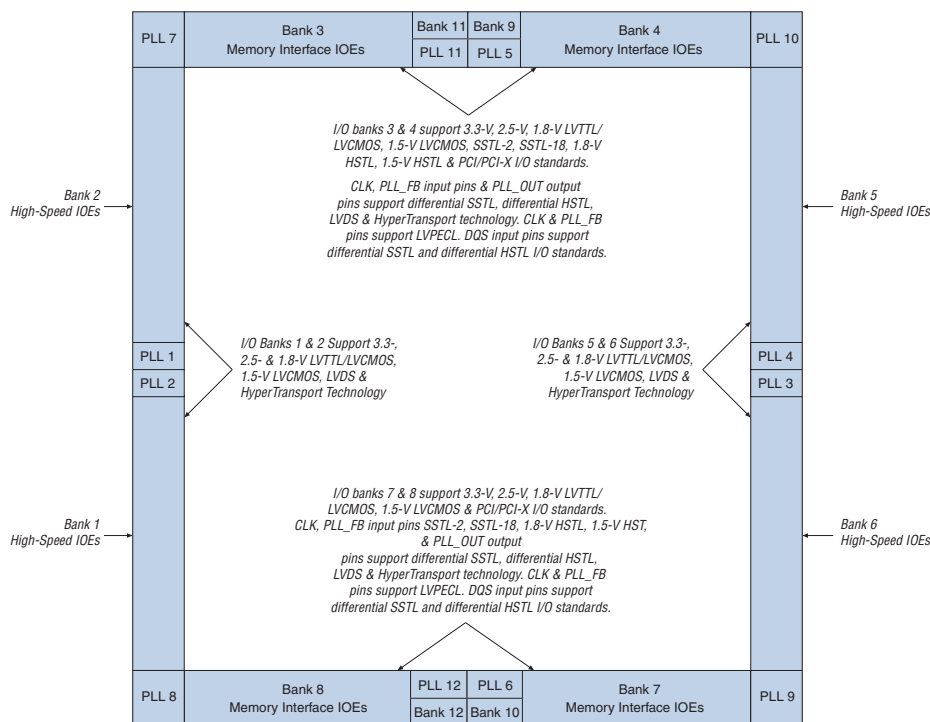 PLL 7
Bank 3
Memory Interface IOEs
Bank 11
Bank 9
PLL 11
PLL 5
Bank 4
Memory Interface IOEs
PLL 10
I/O banks 3 & 4 support 3.3-V, 2.5-V, 1.8-V LVTTL/
LVCMOS, 1.5-V LVCMOS, SSTL-2, SSTL-18, 1.8-V
HSTL, 1.5-V HSTL & PCI/PCI-X I/O standards.
CLK, PLL_FB input pins & PLL_OUT output
pins support differential SSTL, differential HSTL,
LVDS & HyperTransport technology. CLK & PLL_FB
pins support LVPECL. DQS input pins support
differential SSTL and differential HSTL I/O standards.
Bank 2
High-Speed IOEs
Bank 5
High-Speed IOEs
PLL 1
PLL 2
I/O Banks 1 & 2 Support 3.3-,
2.5- & 1.8-V LVTTL/LVCMOS,
1.5-V LVCMOS, LVDS &
HyperTransport Technology
I/O Banks 5 & 6 Support 3.3-,
2.5- & 1.8-V LVTTL/LVCMOS,
1.5-V LVCMOS, LVDS &
HyperTransport Technology
PLL 4
PLL 3
I/O banks 7 & 8 support 3.3-V, 2.5-V, 1.8-V LVTTL/
LVCMOS, 1.5-V LVCMOS & PCI/PCI-X I/O standards.
CLK, PLL_FB input pins SSTL-2, SSTL-18, 1.8-V HSTL, 1.5-V HST,
& PLL_OUT output
pins support differential SSTL, differential HSTL,
LVDS & HyperTransport technology. CLK & PLL_FB
pins support LVPECL. DQS input pins support
differential SSTL and differential HSTL I/O standards.
Bank 1
High-Speed IOEs
Bank 6
High-Speed IOEs
PLL 8
Bank 8
Memory Interface IOEs
PLL 12
PLL 6
Bank 12
Bank 10
Bank 7
Memory Interface IOEs
PLL 9